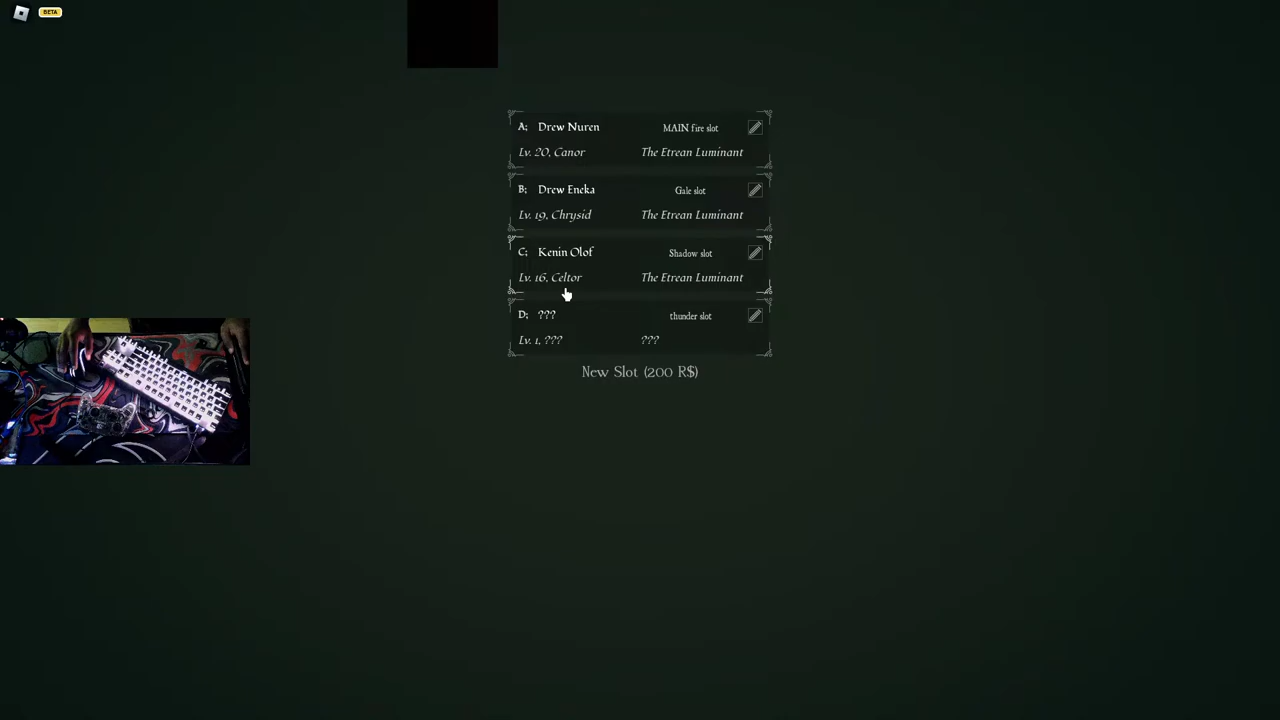 BETA
A; Drew Nuren MAIN fire slot
Lv. 20, Canor The Etrean Luminant
B; Drew Eneka Gale slot
Lv. 19, Chrysid The Etrean Luminant
C; Kenin Olof Shadow slot
Lv. 16, Celtor The Etrean Luminant
D; ??? thunder slot
Lv. 1, ??? ???
New Slot (200 R$)